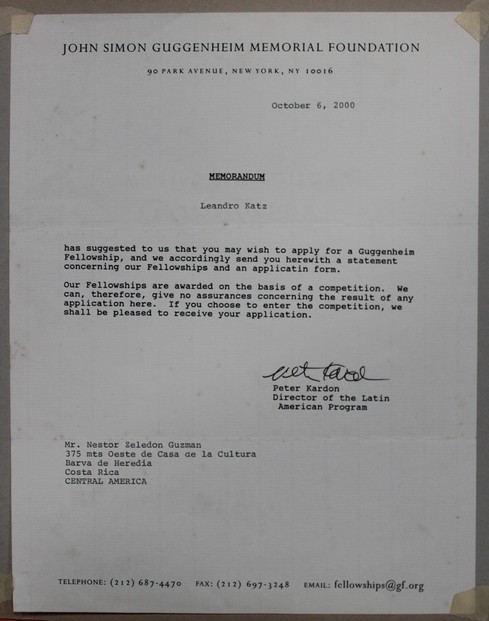 JOHN SIMON GUGGENHEIM MEMORIAL FOUNDATION
90 PARK AVENUE, NEW YORK, NY 10016
October 6, 2000
MEMORANDUM
Leandro Katz
has suggested to us that you may wish to apply for a Guggenheim
Fellowship, and we accordingly send you herewith a statement
concerning our Fellowships and an applicatin form.
Our Fellowships are awarded on the basis of a competition. We
can, therefore, give no assurances concerning the result of any
application here. If you choose to enter the competition, we
shall be pleased to receive your application.
Peter Kardon
Peter Kardon
Director of the Latin
American Program
Mr. Nestor Zeledon Guzman
375 mts Oeste de Casa de la Cultura
Barva de Heredia
Costa Rica
CENTRAL AMERICA
TELEPHONE: (212) 687-4470 FAX: (212) 697-3248 EMAIL: fellowships@gf.org